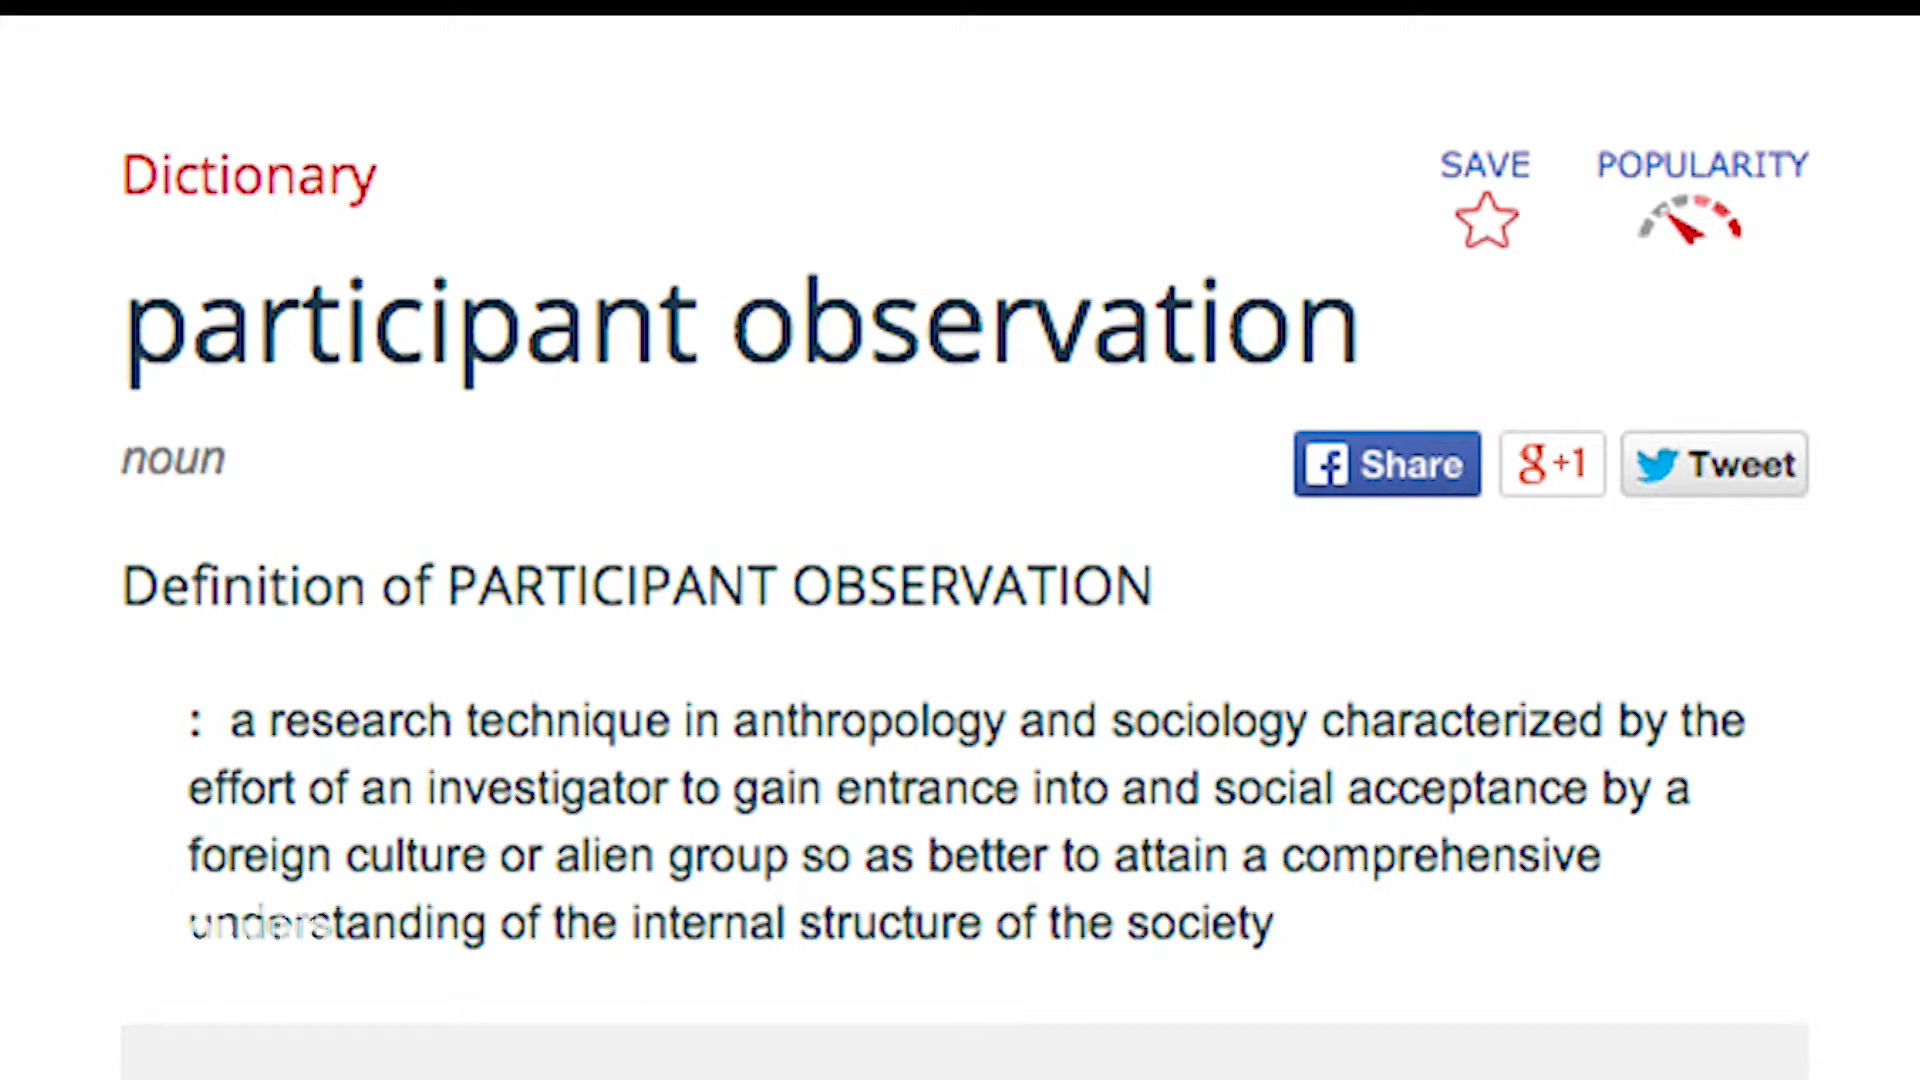 Dictionary
SAVE
POPULARITY
participant observation
noun
Share
g+1
Tweet
Definition of PARTICIPANT OBSERVATION
: a research technique in anthropology and sociology characterized by the
effort of an investigator to gain entrance into and social acceptance by a
foreign culture or alien group so as better to attain a comprehensive
understanding of the internal structure of the society